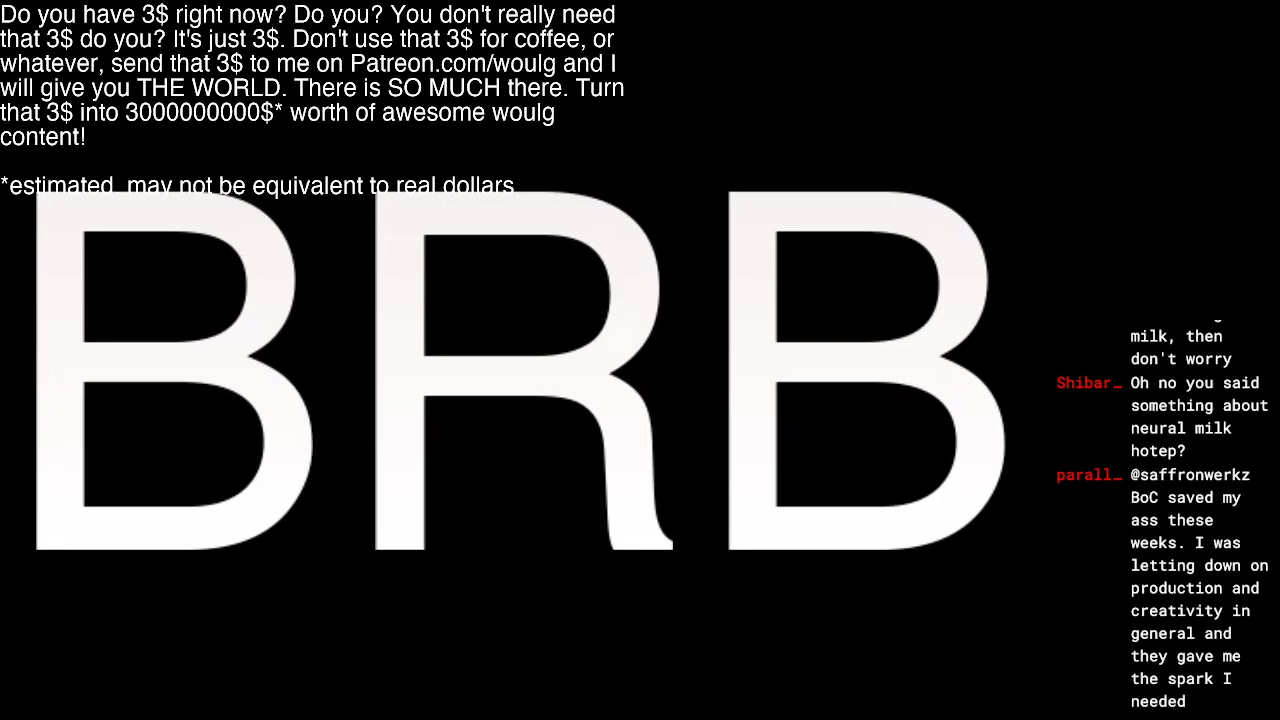 Do you have 3$ right now? Do you? You don't really need
that 3$ do you? It's just 3$. Don't use that 3$ for coffee, or
whatever, send that 3$ to me on Patreon.com/woulg and I
will give you THE WORLD. There is SO MUCH there. Turn
that 3$ into 3000000000$* worth of awesome woulg
content!
*estimated, may not be equivalent to real dollars
BRB
milk, then
don't worry
Shibar… Oh no you said
something about
neural milk
hotep?
parall… @saffronwerkz
BoC saved my
ass these
weeks. I was
letting down on
production and
creativity in
general and
they gave me
the spark I
needed